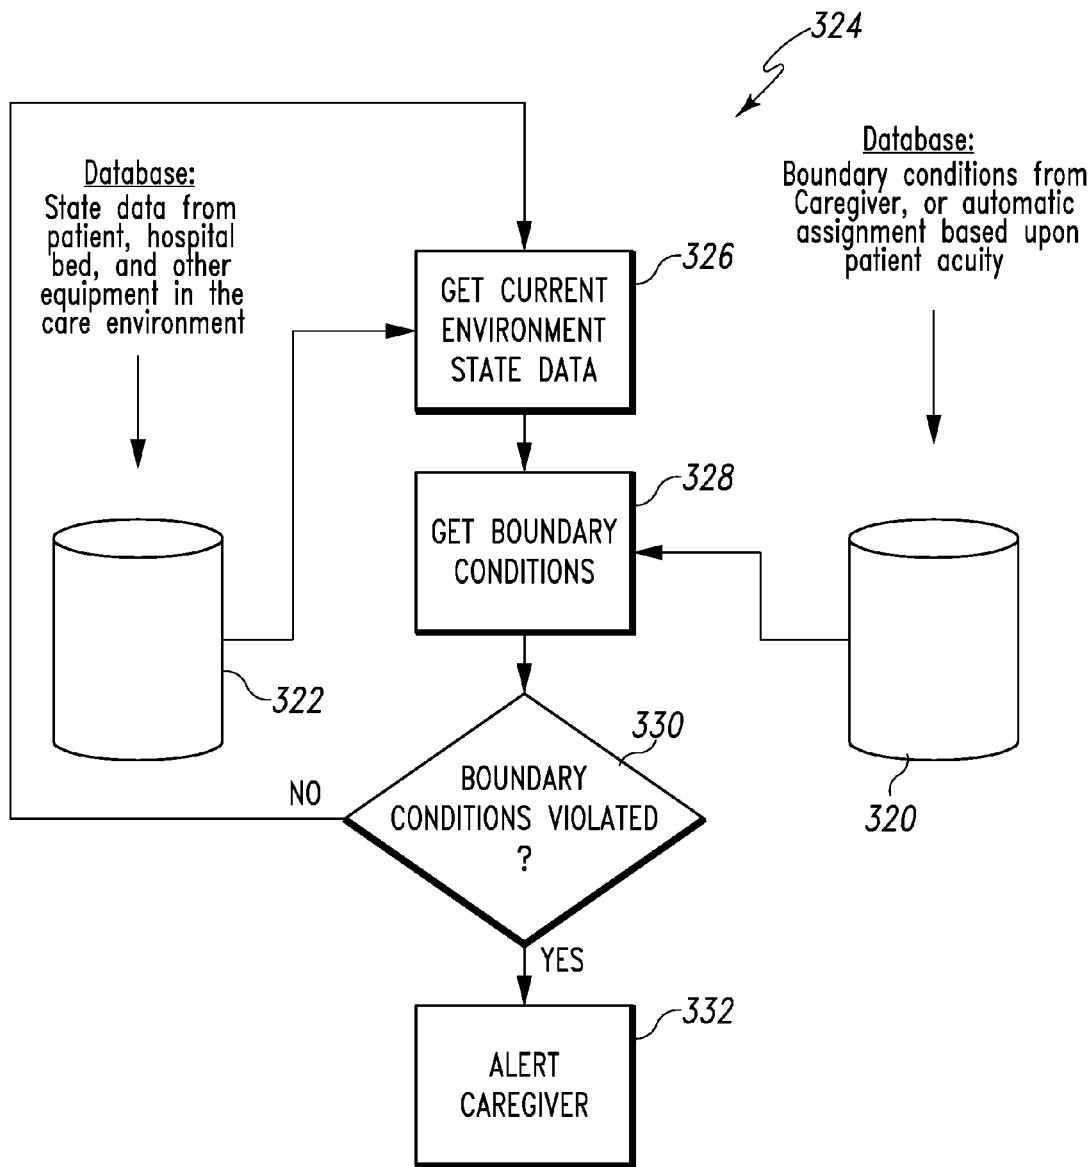 324
Database:
State data from
patient, hospital
bed, and other
equipment in the
care environment
Database:
Boundary conditions from
Caregiver, or automatic
assignment based upon
patient acuity
326
GET CURRENT
ENVIRONMENT
STATE DATA
328
GET BOUNDARY
CONDITIONS
322
330
BOUNDARY
CONDITIONS VIOLATED
?
NO
320
YES
332
ALERT
CAREGIVER